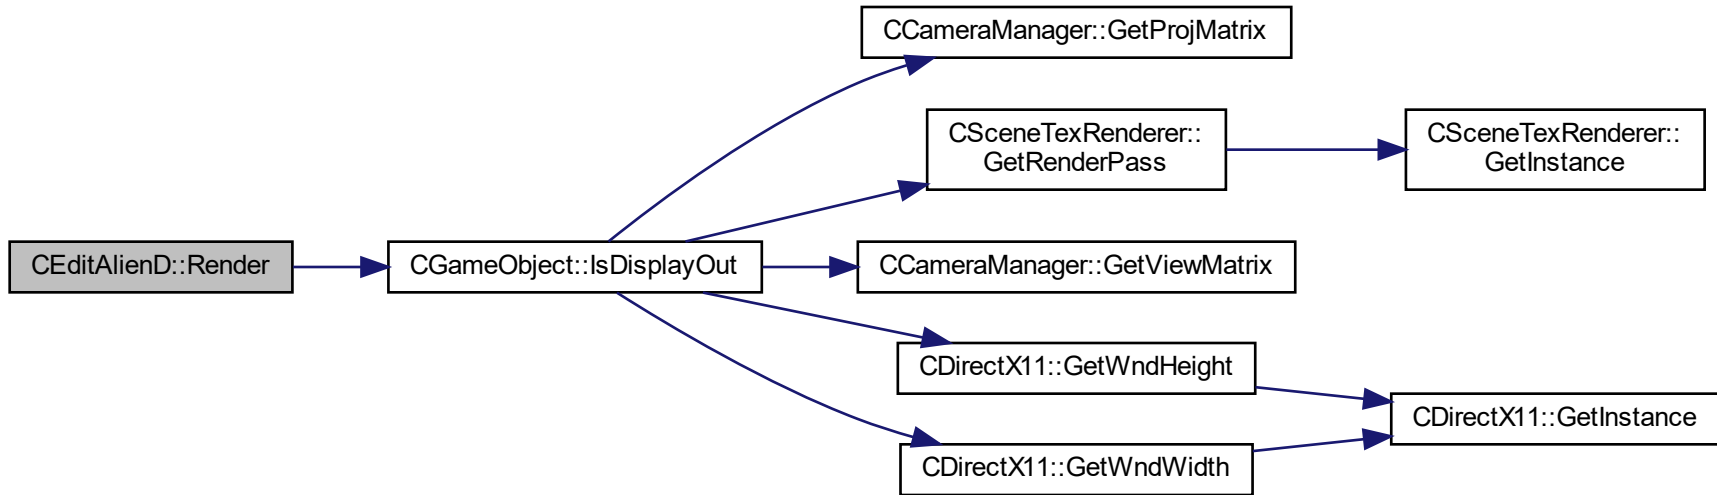 CCameraManager::GetProjMatrix
CSceneTexRenderer::
GetRenderPass
CSceneTexRenderer::
GetInstance
CEditAlienD::Render
CGameObject::IsDisplayOut
CCameraManager::GetViewMatrix
CDirectX11::GetWndHeight
CDirectX11::GetInstance
CDirectX11::GetWndWidth